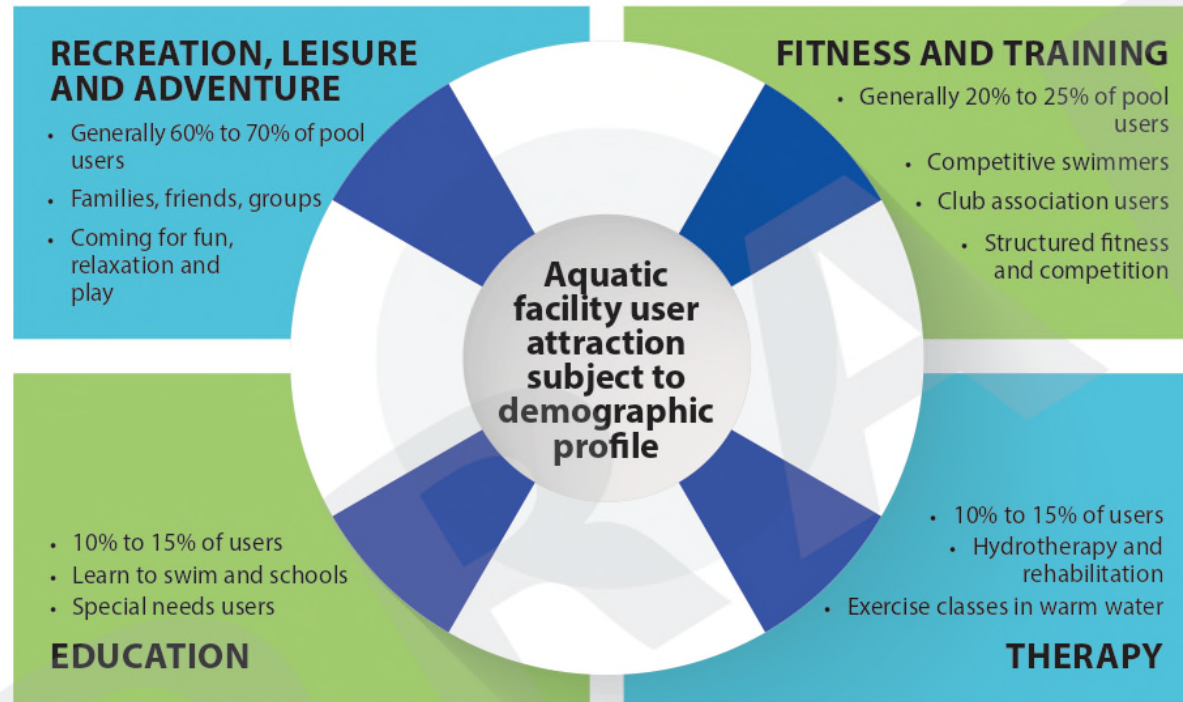 RECREATION, LEISURE
AND ADVENTURE
• Generally 60% to 70% of pool
users
• Families, friends, groups
• Coming for fun,
relaxation and
play
FITNESS AND TRAINING
• Generally 20% to 25% of pool
users
• Competitive swimmers
• Club association users
• Structured fitness
and competition
Aquatic
facility user
attraction
subject to
demographic
profile
• 10% to 15% of users
• Learn to swim and schools
• Special needs users
EDUCATION
• 10% to 15% of users
• Hydrotherapy and
rehabilitation
• Exercise classes in warm water
THERAPY